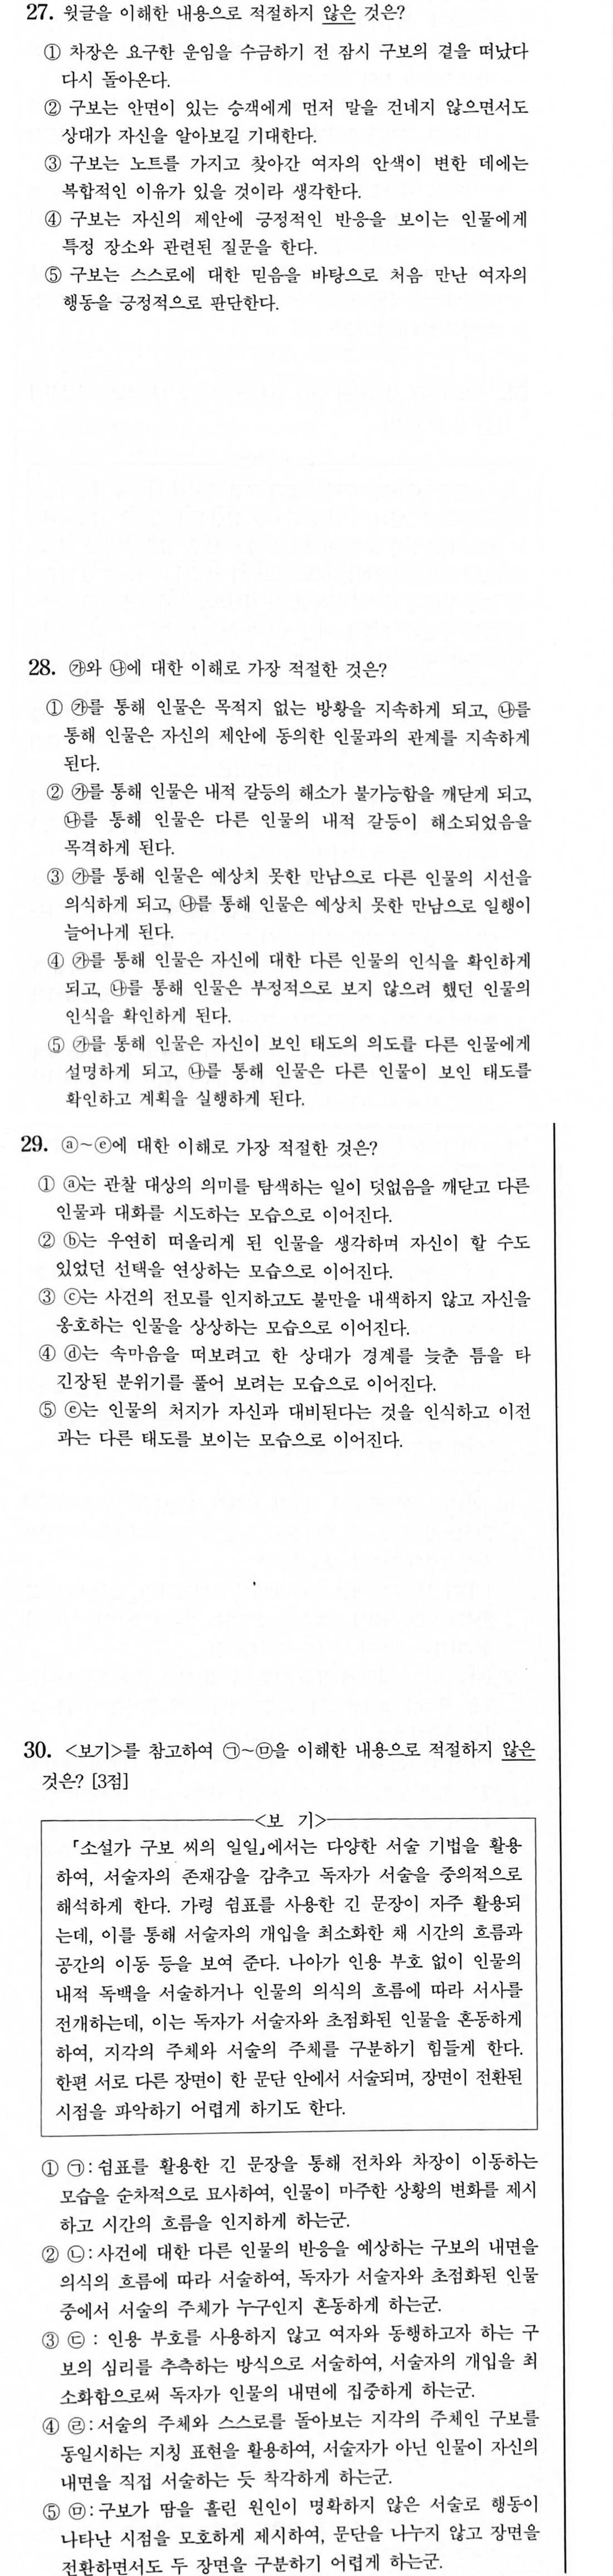 27. 윗글을 이해한 내용으로 적절하지 않은 것은?
① 차장은 요구한 운임을 수금하기 전 잠시 구보의 곁을 떠났다
다시 돌아온다.
② 구보는 안면이 있는 승객에게 먼저 말을 건네지 않으면서도
상대가 자신을 알아보길 기대한다.
③ 구보는 노트를 가지고 찾아간 여자의 안색이 변한 데에는
복합적인 이유가 있을 것이라 생각한다.
④ 구보는 자신의 제안에 긍정적인 반응을 보이는 인물에게
특정 장소와 관련된 질문을 한다.
⑤ 구보는 스스로에 대한 믿음을 바탕으로 처음 만난 여자의
행동을 긍정적으로 판단한다.
28. ㉮와 ㉯에 대한 이해로 가장 적절한 것은?
① ㉮를 통해 인물은 목적지 없는 방황을 지속하게 되고, ㉯를
통해 인물은 자신의 제안에 동의한 인물과의 관계를 지속하게
된다.
② ㉮를 통해 인물은 내적 갈등의 해소가 불가능함을 깨닫게 되고,
㉯를 통해 인물은 다른 인물의 내적 갈등이 해소되었음을
목격하게 된다.
③ ㉮를 통해 인물은 예상치 못한 만남으로 다른 인물의 시선을
의식하게 되고, ㉯를 통해 인물은 예상치 못한 만남으로 일행이
늘어나게 된다.
④ ㉮를 통해 인물은 자신에 대한 다른 인물의 인식을 확인하게
되고, ㉯를 통해 인물은 부정적으로 보지 않으려 했던 인물의
인식을 확인하게 된다.
⑤ ㉮를 통해 인물은 자신이 보인 태도의 의도를 다른 인물에게
설명하게 되고, ㉯를 통해 인물은 다른 인물이 보인 태도를
확인하고 계획을 실행하게 된다.
29. ⓐ~ⓔ에 대한 이해로 가장 적절한 것은?
① ⓐ는 관찰 대상의 의미를 탐색하는 일이 덧없음을 깨닫고 다른
인물과 대화를 시도하는 모습으로 이어진다.
② ⓑ는 우연히 떠올리게 된 인물을 생각하며 자신이 할 수도
있었던 선택을 연상하는 모습으로 이어진다.
③ ⓒ는 사건의 전모를 인지하고도 불만을 내색하지 않고 자신을
옹호하는 인물을 상상하는 모습으로 이어진다.
④ ⓓ는 속마음을 떠보려고 한 상대가 경계를 늦춘 틈을 타
긴장된 분위기를 풀어 보려는 모습으로 이어진다.
⑤ ⓔ는 인물의 처지가 자신과 대비된다는 것을 인식하고 이전
과는 다른 태도를 보이는 모습으로 이어진다.
30. <보기>를 참고하여 ㉠~㉤을 이해한 내용으로 적절하지 않은
것은? [3점]
<보 기>
「소설가 구보 씨의 일일」에서는 다양한 서술 기법을 활용
하여, 서술자의 존재감을 감추고 독자가 서술을 중의적으로
해석하게 한다. 가령 쉼표를 사용한 긴 문장이 자주 활용되
는데, 이를 통해 서술자의 개입을 최소화한 채 시간의 흐름과
공간의 이동 등을 보여 준다. 나아가 인용 부호 없이 인물의
내적 독백을 서술하거나 인물의 의식의 흐름에 따라 서사를
전개하는데, 이는 독자가 서술자와 초점화된 인물을 혼동하게
하여, 지각의 주체와 서술의 주체를 구분하기 힘들게 한다.
한편 서로 다른 장면이 한 문단 안에서 서술되며, 장면이 전환된
시점을 파악하기 어렵게 하기도 한다.
① ㉠: 쉼표를 활용한 긴 문장을 통해 전차와 차장이 이동하는
모습을 순차적으로 묘사하여, 인물이 마주한 상황의 변화를 제시
하고 시간의 흐름을 인지하게 하는군.
② ㉡: 사건에 대한 다른 인물의 반응을 예상하는 구보의 내면을
의식의 흐름에 따라 서술하여, 독자가 서술자와 초점화된 인물
중에서 서술의 주체가 누구인지 혼동하게 하는군.
③ ㉢ : 인용 부호를 사용하지 않고 여자와 동행하고자 하는 구
보의 심리를 추측하는 방식으로 서술하여, 서술자의 개입을 최
소화함으로써 독자가 인물의 내면에 집중하게 하는군.
④ ㉣: 서술의 주체와 스스로를 돌아보는 지각의 주체인 구보를
동일시하는 지칭 표현을 활용하여, 서술자가 아닌 인물이 자신의
내면을 직접 서술하는 듯 착각하게 하는군.
⑤ ㉤: 구보가 땀을 흘린 원인이 명확하지 않은 서술로 행동이
나타난 시점을 모호하게 제시하여, 문단을 나누지 않고 장면을
전환하면서도 두 장면을 구분하기 어렵게 하는군.